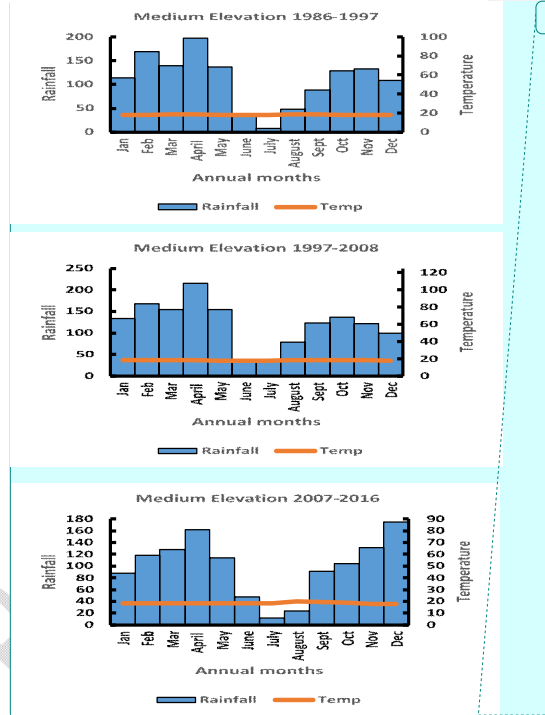 Medium Elevation 1986-1997
Rainfall
200
150
100
50
0
100
80
60
40
20
0
Temperature
Jan Feb Mar April May June July August Sept Oct Nov Dec
Annual months
Rainfall Temp
Medium Elevation 1997-2008
Rainfall
250
200
150
100
50
0
120
100
80
60
40
20
0
Temperature
Jan Feb Mar April May June July August Sept Oct Nov Dec
Annual months
Rainfall Temp
Medium Elevation 2007-2016
Rainfall
180
160
140
120
100
80
60
40
20
0
90
80
70
60
50
40
30
20
10
0
Temperature
Jan Feb Mar April May June July August Sept Oct Nov Dec
Annual months
Rainfall Temp